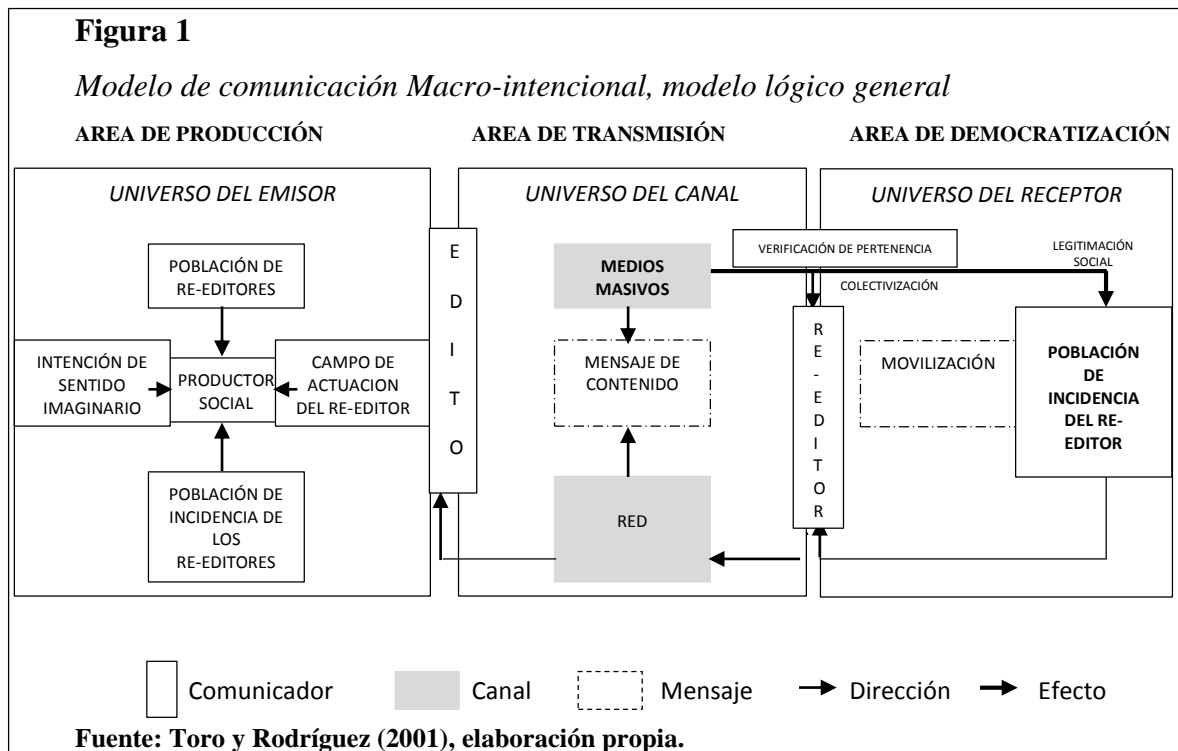 Figura 1
Modelo de comunicación Macro-intencional, modelo lógico general
AREA DE PRODUCCIÓN
AREA DE TRANSMISIÓN
AREA DE DEMOCRATIZACIÓN
UNIVERSO DEL EMISOR
POBLACIÓN DE
RE-EDITORES
INTENCIÓN DE
SENTIDO
IMAGINARIO
PRODUCTOR
SOCIAL
CAMPO DE
ACTUACION
DEL RE-EDITOR
POBLACIÓN DE
INCIDENCIA DE
LOS
RE-EDITORES
E
D
I
T
O
UNIVERSO DEL CANAL
MEDIOS
MASIVOS
MENSAJE DE
CONTENIDO
RED
VERIFICACIÓN DE PERTENENCIA
COLECTIVIZACIÓN
R
E
-
E
D
I
T
O
R
UNIVERSO DEL RECEPTOR
LEGITIMACIÓN
SOCIAL
MOVILIZACIÓN
POBLACIÓN
DE
INCIDENCIA
DEL RE-
EDITOR
Comunicador
Canal
Mensaje
Dirección
Efecto
Fuente: Toro y Rodríguez (2001), elaboración propia.